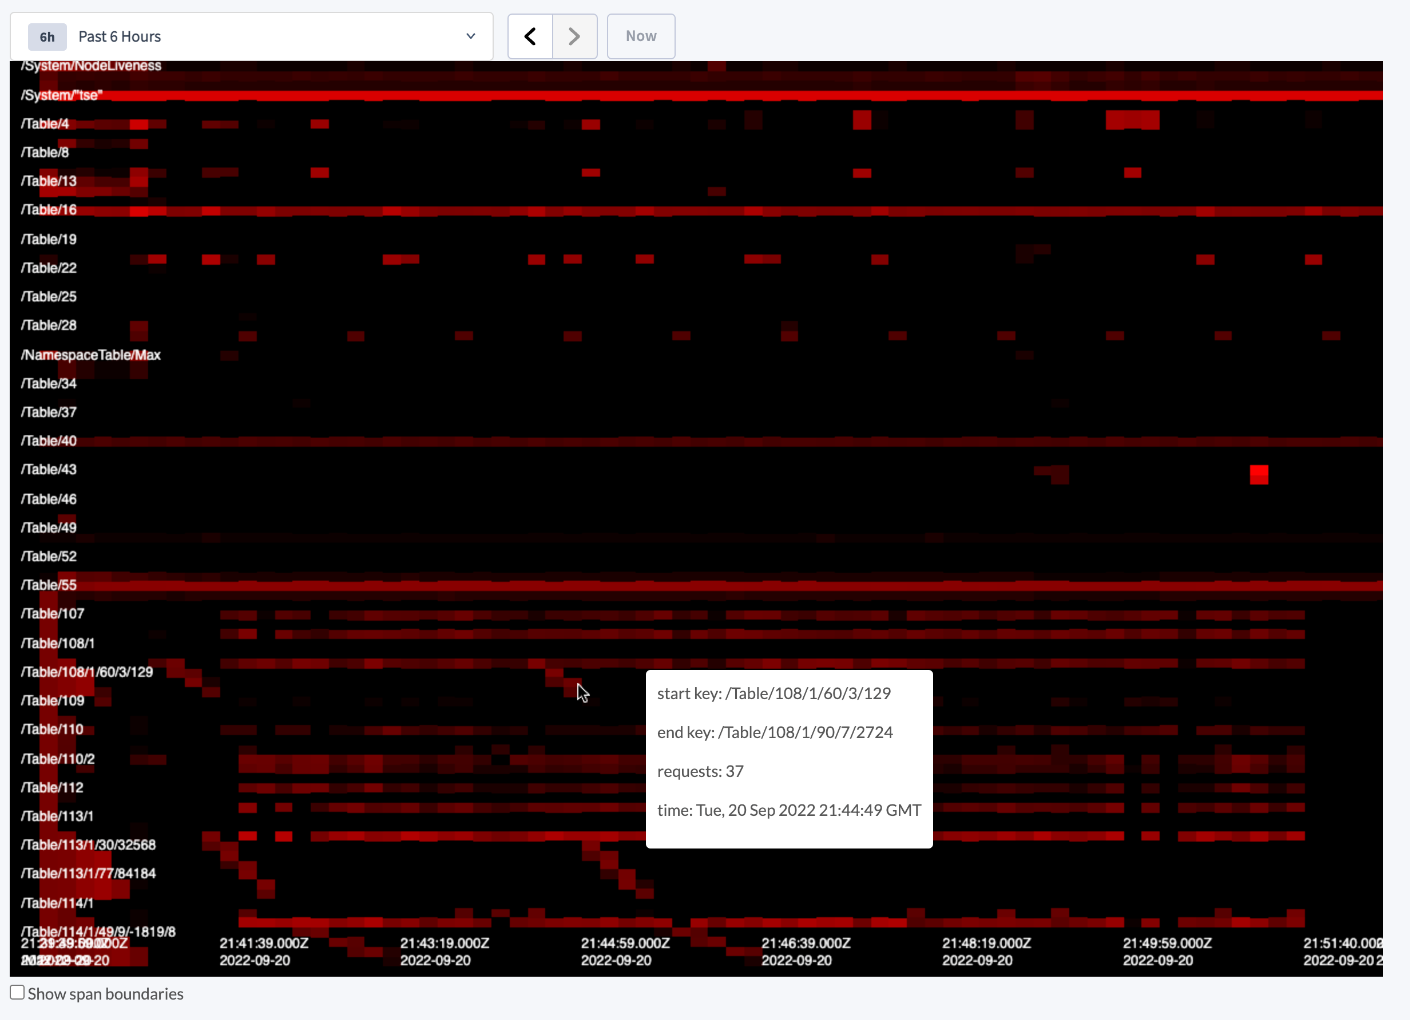 6h Past 6 Hours Now
/System/NodeLiveness
/System/"tse"
/Table/4
/Table/8
/Table/13
/Table/16
/Table/19
/Table/22
/Table/25
/Table/28
/NamespaceTable/Max
/Table/34
/Table/37
/Table/40
/Table/43
/Table/46
/Table/49
/Table/52
/Table/55
/Table/107
/Table/108/1
/Table/108/1/60/3/129
/Table/109
/Table/110
/Table/110/2
/Table/112
/Table/113/1
/Table/113/1/30/32568
/Table/113/1/77/84184
/Table/114/1
/Table/114/1/49/9/-1819/8
start key: /Table/108/1/60/3/129
end key: /Table/108/1/90/7/2724
requests: 37
time: Tue, 20 Sep 2022 21:44:49 GMT
21:41:39.000Z 21:43:19.000Z 21:44:59.000Z 21:46:39.000Z 21:48:19.000Z 21:49:59.000Z 21:51:40.00
2022-09-20 2022-09-20 2022-09-20 2022-09-20 2022-09-20 2022-09-20 2022-09-20
Show span boundaries